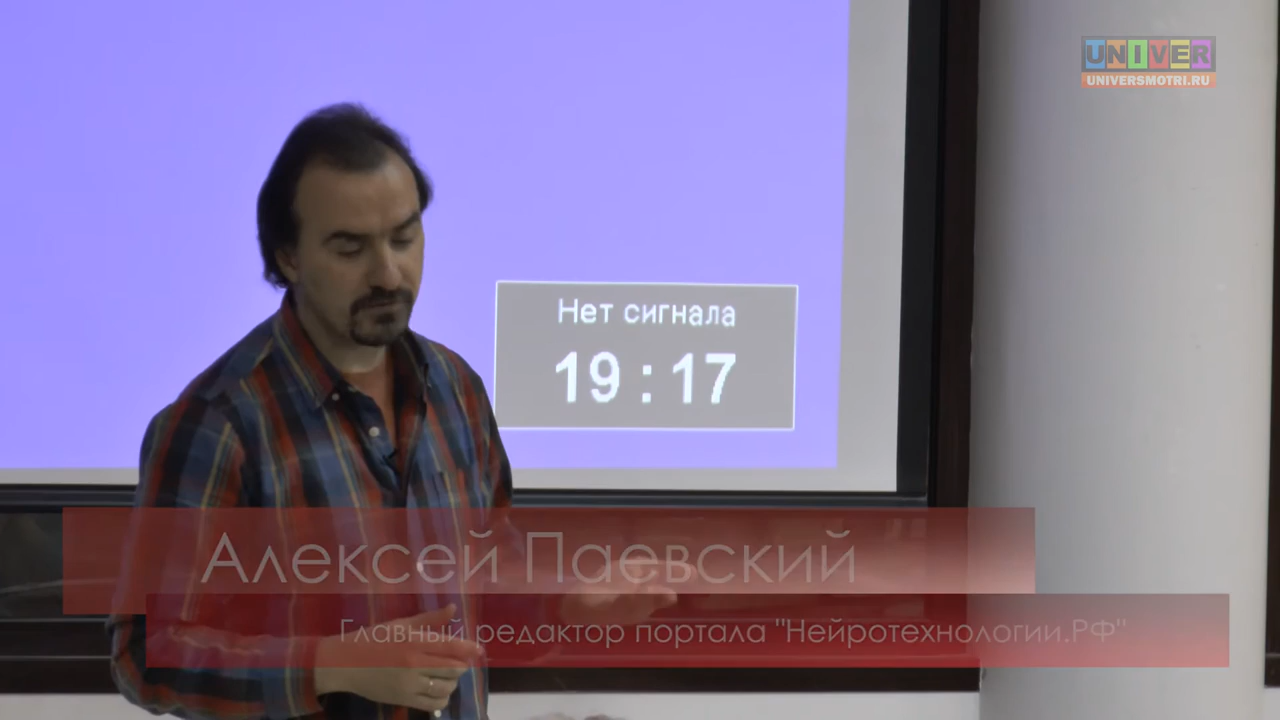 UNIVER
UNIVERSMOTRI.RU
Нет сигнала
19 : 17
Алексей Паевский
Главный редактор портала "Нейротехнологии.РФ"